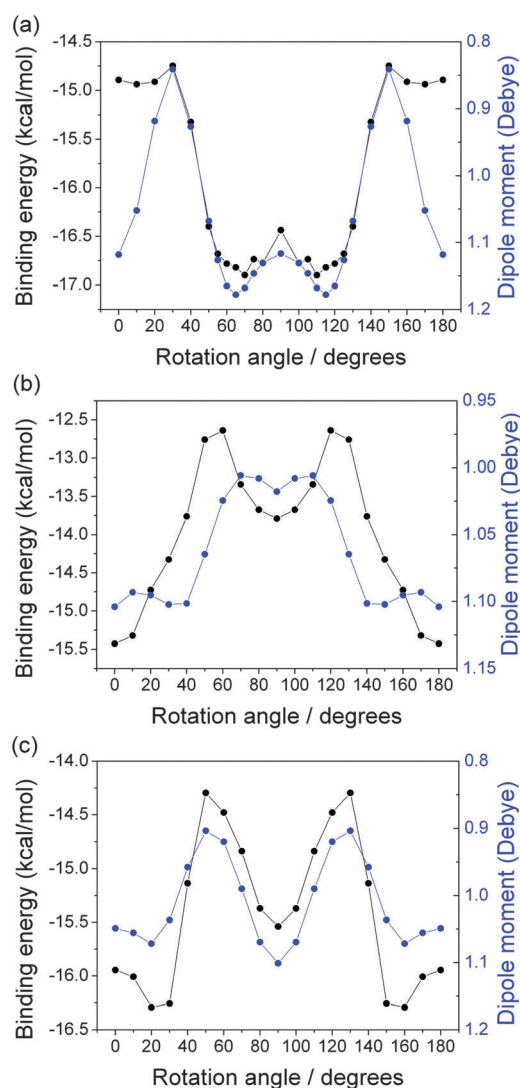 (a)
-14.5
-15.0
-15.5
-16.0
-16.5
-17.0
Binding energy (kcal/mol)
0.8
0.9
1.0
1.1
1.2
Dipole moment (Debye)
0 20 40 60 80 100 120 140 160 180
Rotation angle / degrees
(b)
-12.5
-13.0
-13.5
-14.0
-14.5
-15.0
-15.5
Binding energy (kcal/mol)
0.95
1.00
1.05
1.10
1.15
Dipole moment (Debye)
0 20 40 60 80 100 120 140 160 180
Rotation angle / degrees
(c)
-14.0
-14.5
-15.0
-15.5
-16.0
-16.5
Binding energy (kcal/mol)
0.8
0.9
1.0
1.1
1.2
Dipole moment (Debye)
0 20 40 60 80 100 120 140 160 180
Rotation angle / degrees